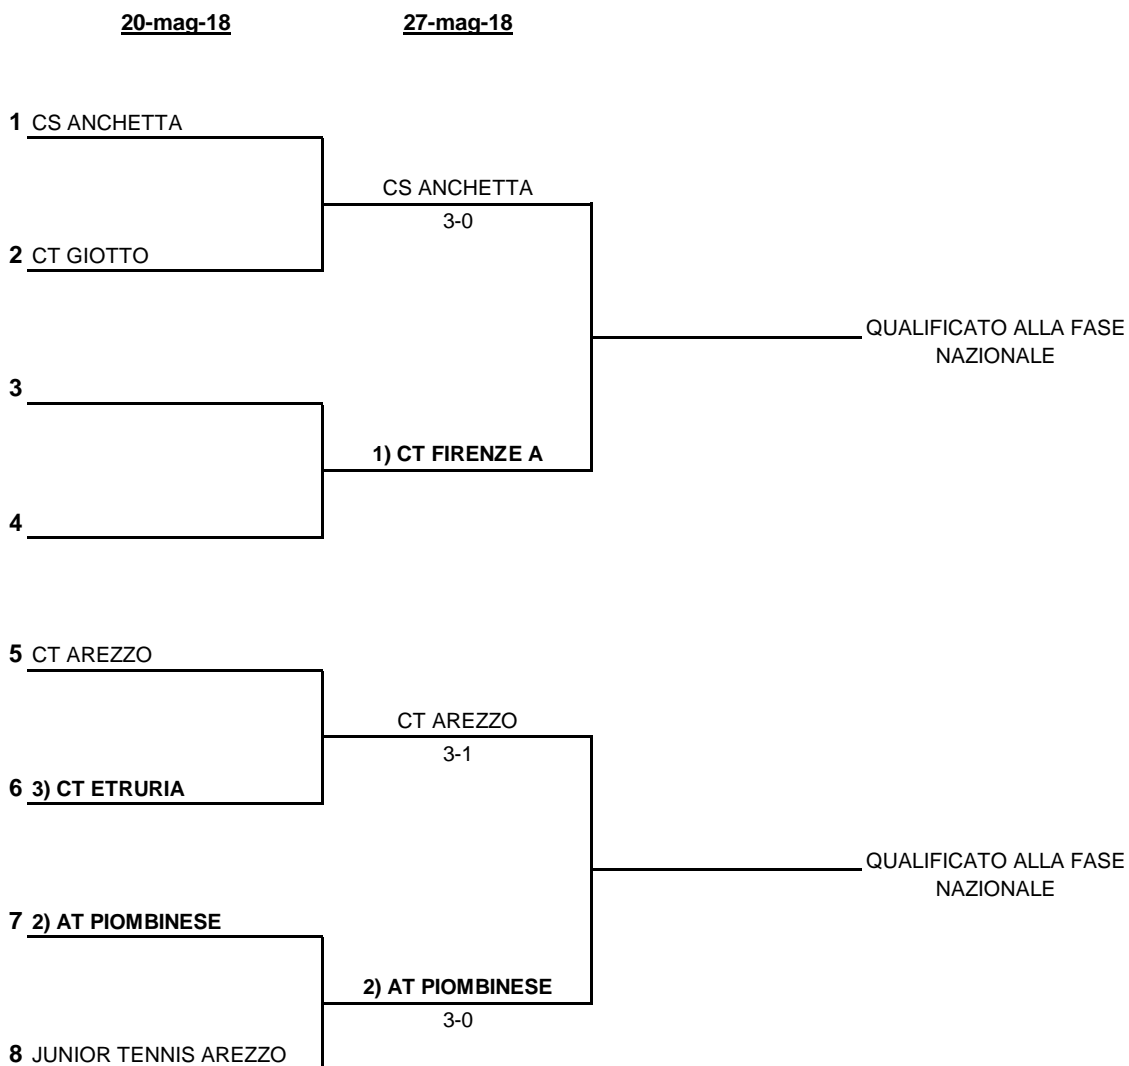 20-mag-18 27-mag-18
1 CS ANCHETTA
CS ANCHETTA
3-0
2 CT GIOTTO
QUALIFICATO ALLA FASE
NAZIONALE
3
1) CT FIRENZE A
4
5 CT AREZZO
CT AREZZO
3-1
6 3) CT ETRURIA
QUALIFICATO ALLA FASE
NAZIONALE
7 2) AT PIOMBINESE
2) AT PIOMBINESE
3-0
8 JUNIOR TENNIS AREZZO